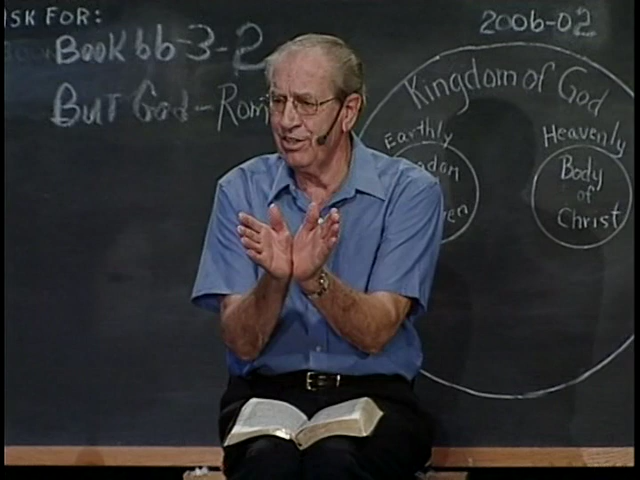 ASK FOR:
Book 66-3-2
But God - Rom
2006-02
Kingdom of God
Earthly
Heavenly
Body
of
Christ